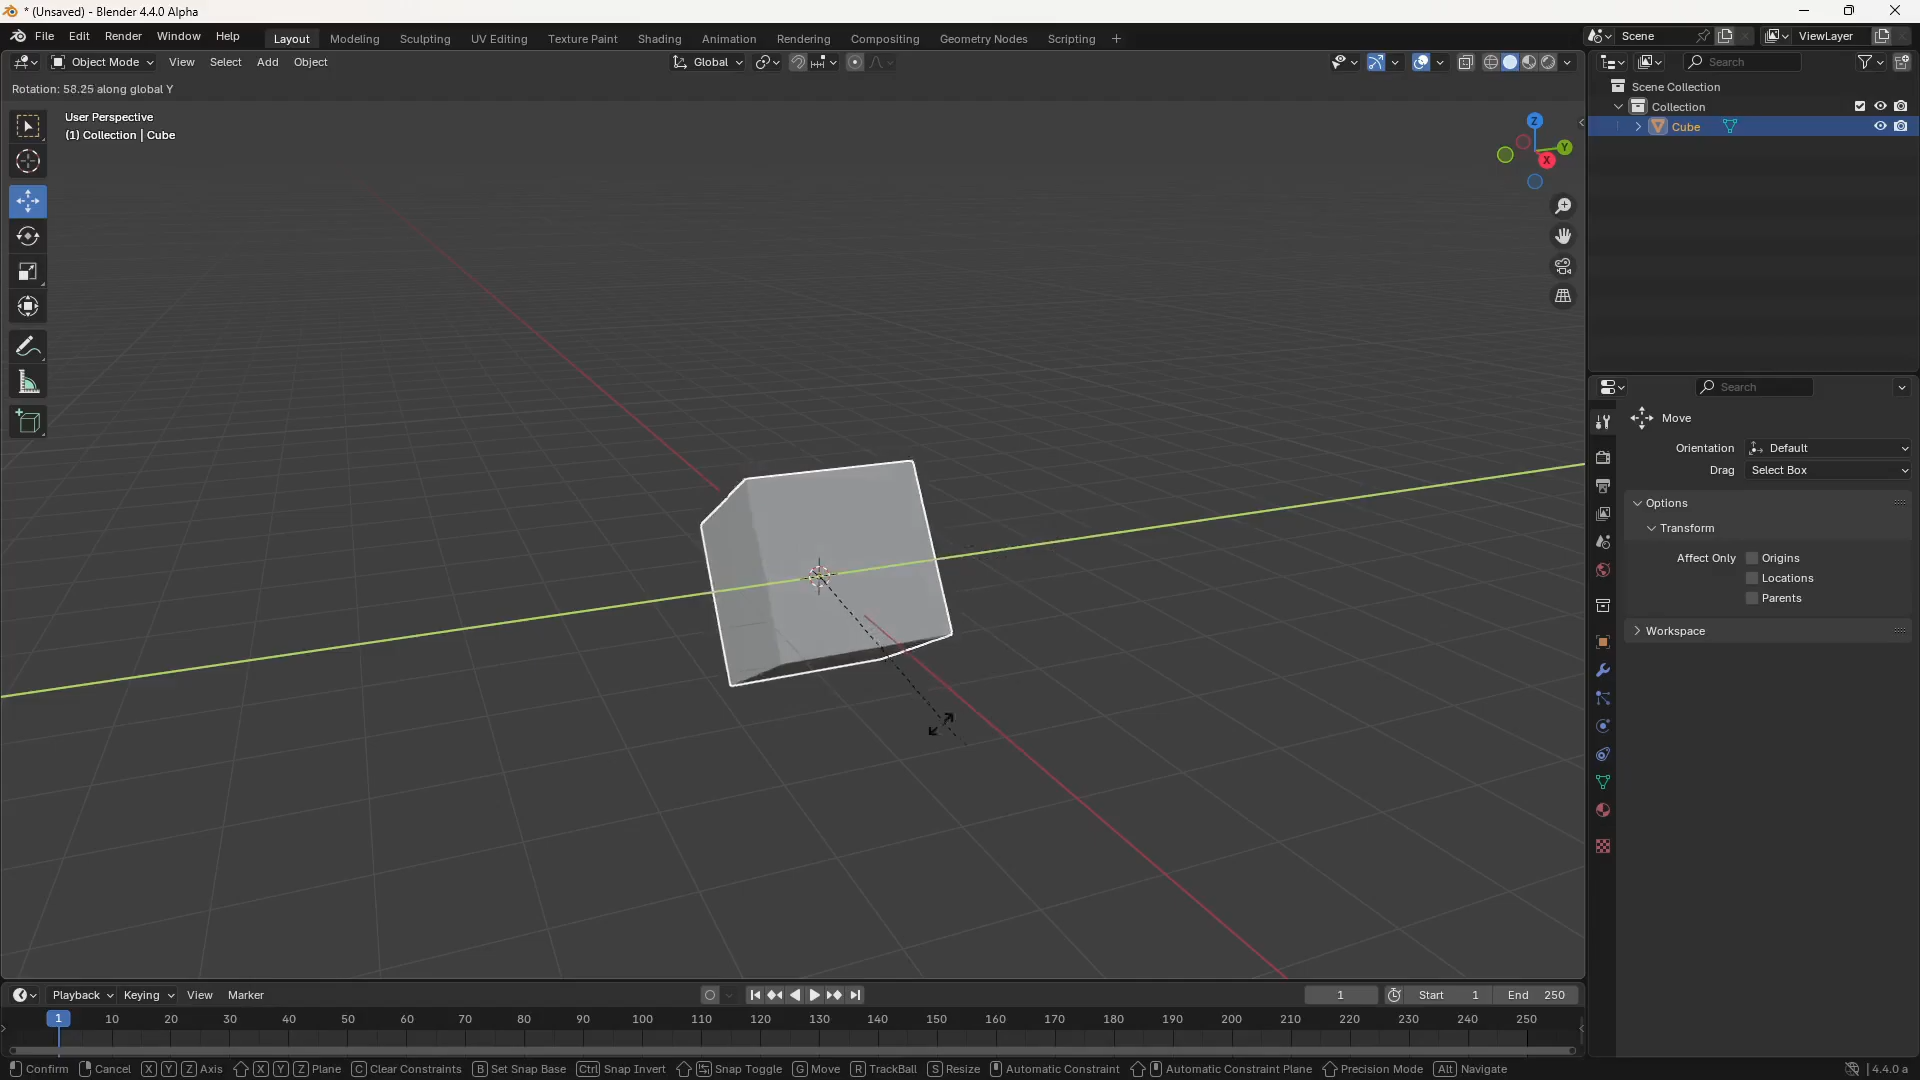 * (Unsaved) - Blender 4.4.0 Alpha
File Edit Render Window Help Layout Modeling Sculpting UV Editing Texture Paint Shading Animation Rendering Compositing Geometry Nodes Scripting + Scene ViewLayer
Object Mode View Select Add Object Global Search
Rotation: 58.25 along global Y
Scene Collection
Collection
Cube
User Perspective
(1) Collection | Cube
Z
Y
X
Search
Move
Orientation Default
Drag Select Box
Options
Transform
Affect Only Origins
Locations
Parents
Workspace
Playback Keying View Marker 1 Start 1 End 250
1 10 20 30 40 50 60 70 80 90 100 110 120 130 140 150 160 170 180 190 200 210 220 230 240 250
Confirm Cancel X Y Z Axis X Y Z Plane C Clear Constraints B Set Snap Base Ctrl Snap Invert Snap Toggle G Move R TrackBall S Resize Automatic Constraint Automatic Constraint Plane Precision Mode Alt Navigate 4.4.0 a